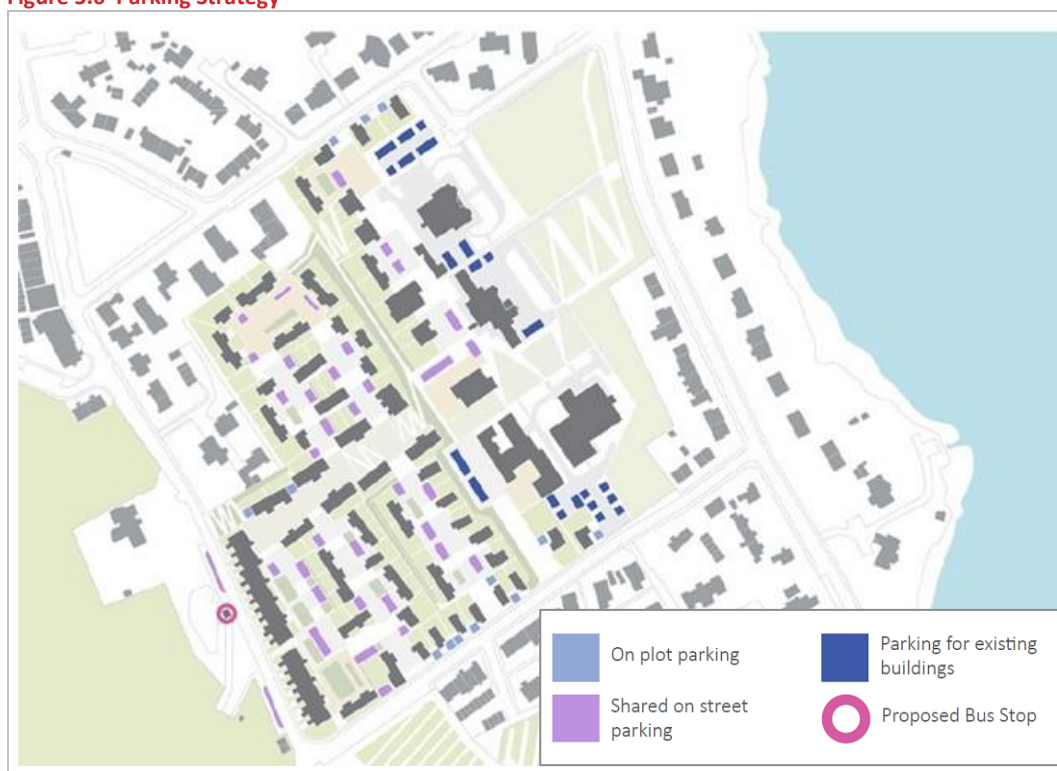 Figure Parking Strategy
On plot parking
Shared on street
parking
Parking for existing
buildings
Proposed Bus Stop